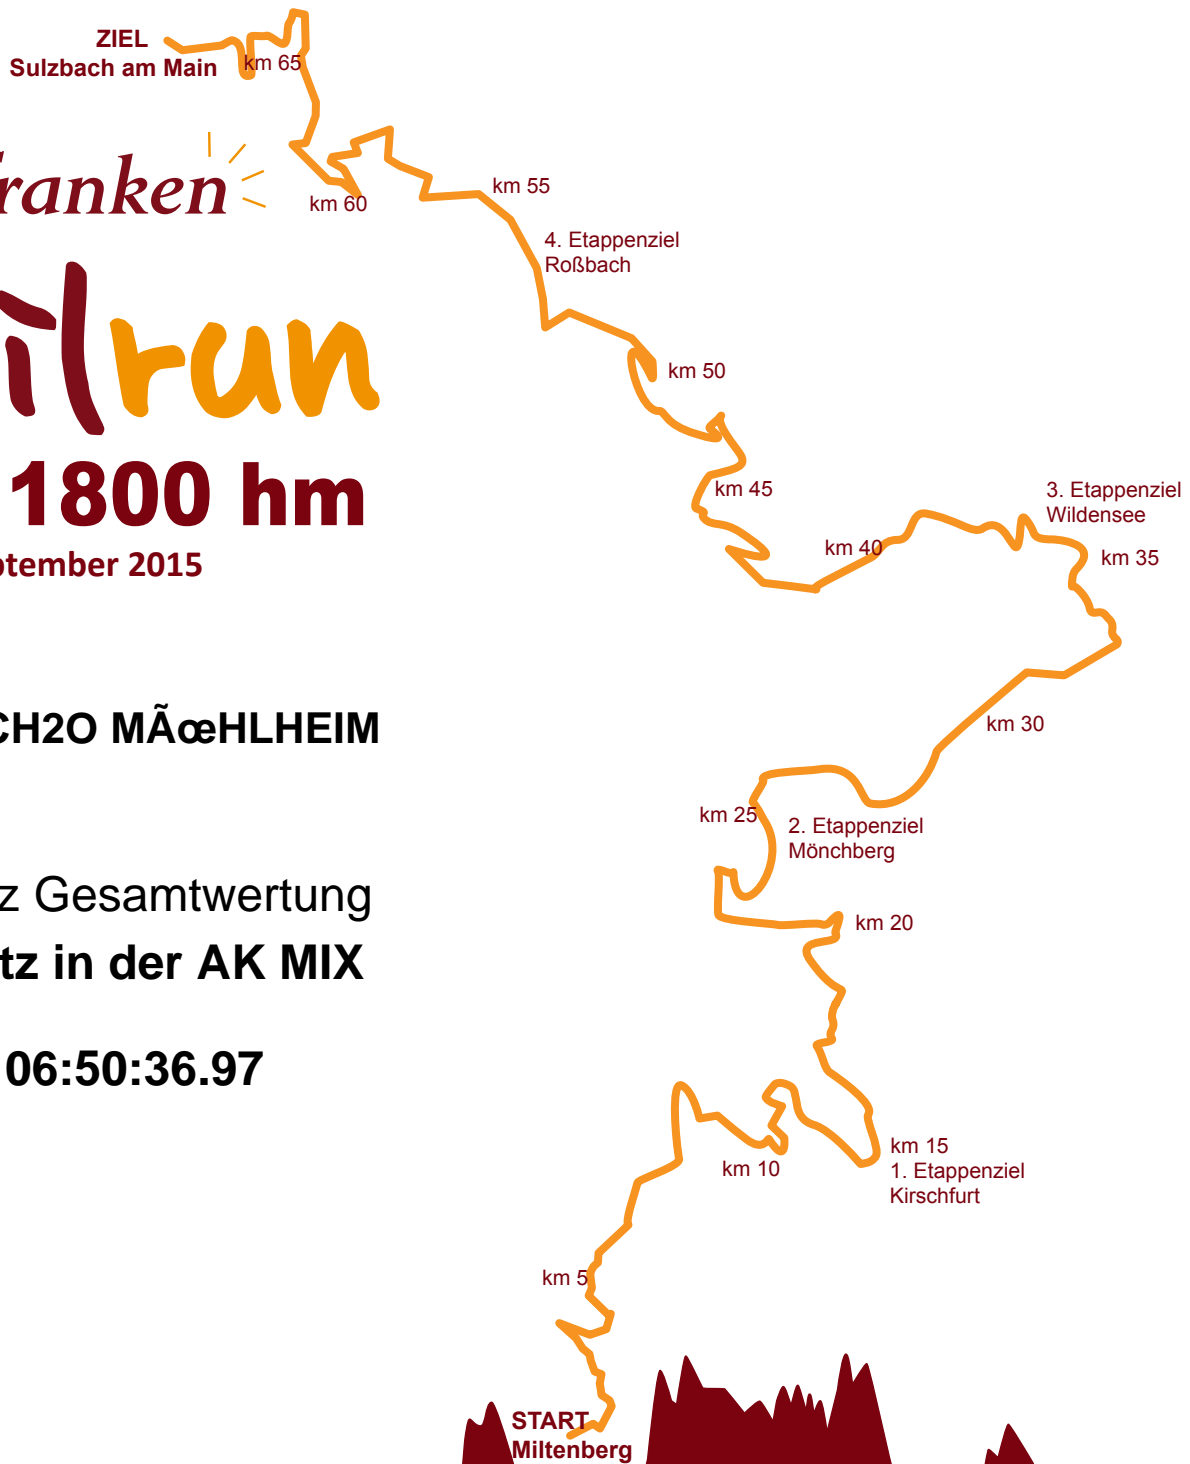 ZIEL
Sulzbach am Main
km 65
km 60
km 55
4. Etappenziel
Roßbach
ranken
ilrun
1800 hm
ptember 2015
km 50
km 45
3. Etappenziel
Wildensee
km 40
km 35
CH2O MÃœHLHEIM
km 30
km 25
2. Etappenziel
Mönchberg
z Gesamtwertung
km 20
tz in der AK MIX
06:50:36.97
km 15
1. Etappenziel
Kirschfurt
km 10
km 5
START
Miltenberg